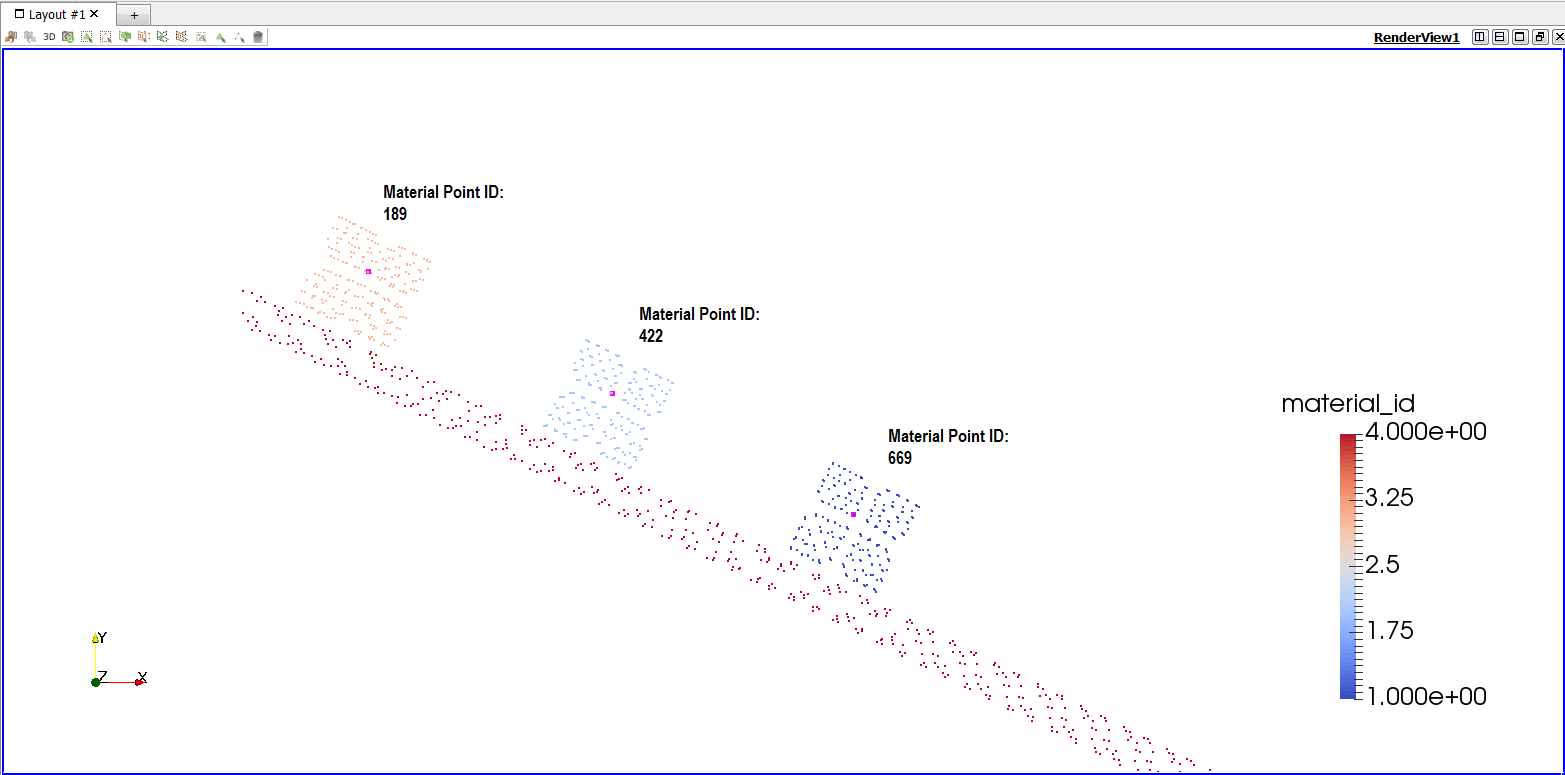 Layout #1
+
3D
RenderView1
Material Point ID:
189
Material Point ID:
422
Material Point ID:
669
material_id
4.000e+00
3.25
2.5
1.75
1.000e+00
Y
Z
X